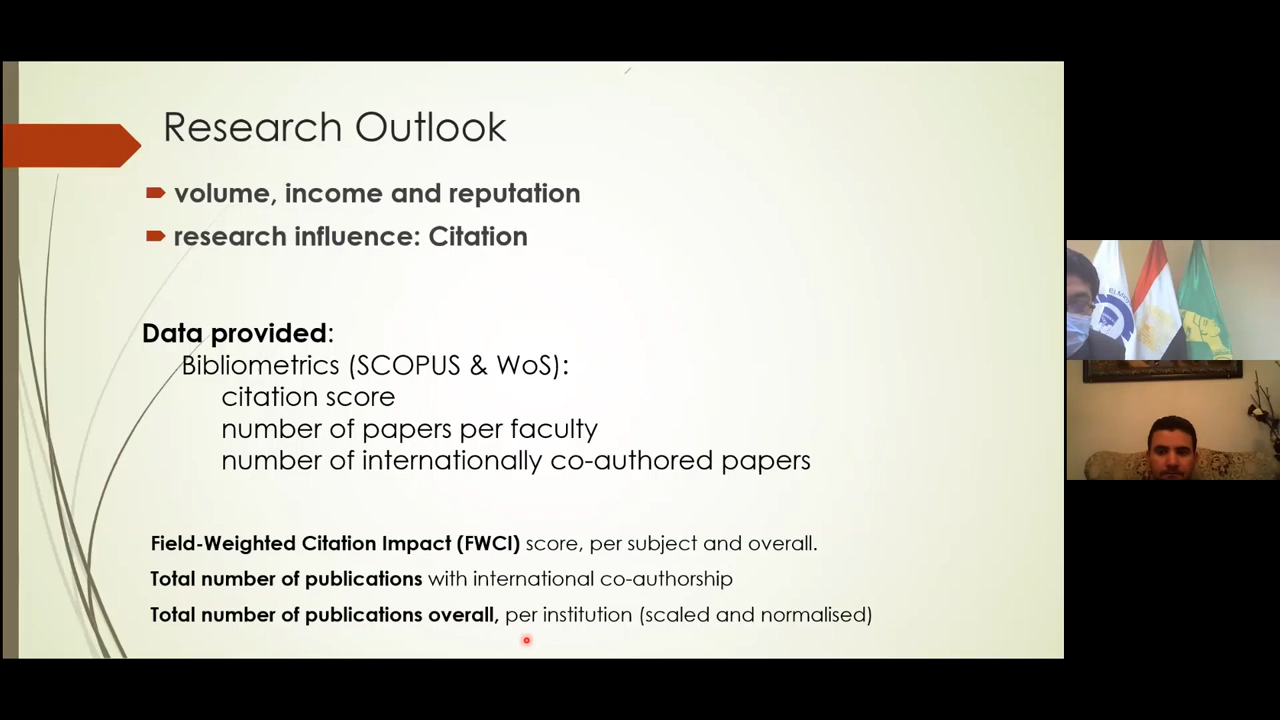 Research Outlook
volume, income and reputation
research influence: Citation
Data provided:
Bibliometrics (SCOPUS & WoS):
citation score
number of papers per faculty
number of internationally co-authored papers
Field-Weighted Citation Impact (FWCI) score, per subject and overall.
Total number of publications with international co-authorship
Total number of publications overall, per institution (scaled and normalised)